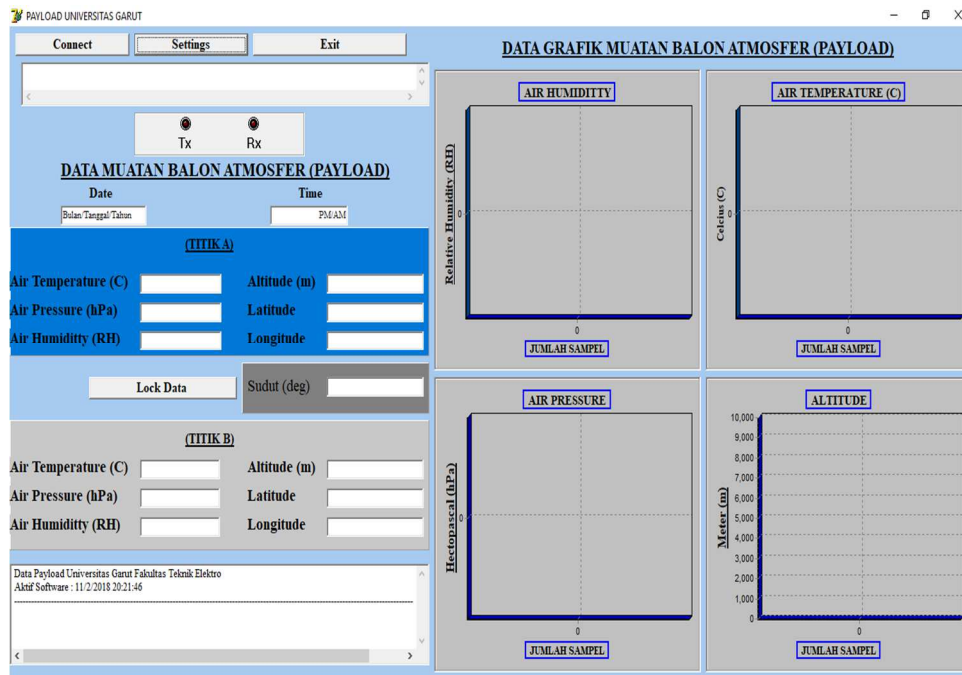 PAYLOAD UNIVERSITAS GARUT
Connect Settings Exit
Tx Rx
DATA MUATAN BALON ATMOSFER (PAYLOAD)
Date Time
Bulan/Tanggal/Tahun PM/AM
(TITIK A)
Air Temperature (C) Altitude (m)
Air Pressure (hPa) Latitude
Air Humiditty (RH) Longitude
Lock Data Sudut (deg)
(TITIK B)
Air Temperature (C) Altitude (m)
Air Pressure (hPa) Latitude
Air Humiditty (RH) Longitude
Data Payload Universitas Garut Fakultas Teknik Elektro
Aktif Software : 11/2/2018 20:21:46
----------------------------------------
DATA GRAFIK MUATAN BALON ATMOSFER (PAYLOAD)
AIR HUMIDITTY
Relative Humidity (RH)
0
0
JUMLAH SAMPEL
AIR TEMPERATURE (C)
Celcius (C)
0
0
JUMLAH SAMPEL
AIR PRESSURE
Hectopascal (hPa)
0
0
JUMLAH SAMPEL
ALTITUDE
Meter (m)
10,000
9,000
8,000
7,000
6,000
5,000
4,000
3,000
2,000
1,000
0
0
JUMLAH SAMPEL